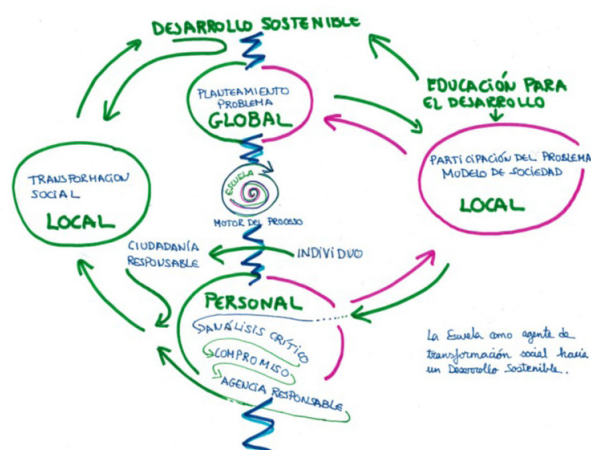 DESARROLLO SOSTENIBLE
PLANTEAMIENTO
PROBLEMA
GLOBAL
EDUCACIÓN PARA
EL DESARROLLO
PARTICIPACIÓN DEL PROBLEMA
MODELO DE SOCIEDAD
LOCAL
TRANSFORMACION
SOCIAL
LOCAL
ESCUELA
MOTOR DEL PROCESO
CIUDADANÍA
RESPONSABLE
INDIVIDUO
PERSONAL
ANÁLISIS CRÍTICO
COMPROMISO
AGENCIA RESPONSABLE
La Escuela como agente de
transformación social hacia
un Desarrollo Sostenible.